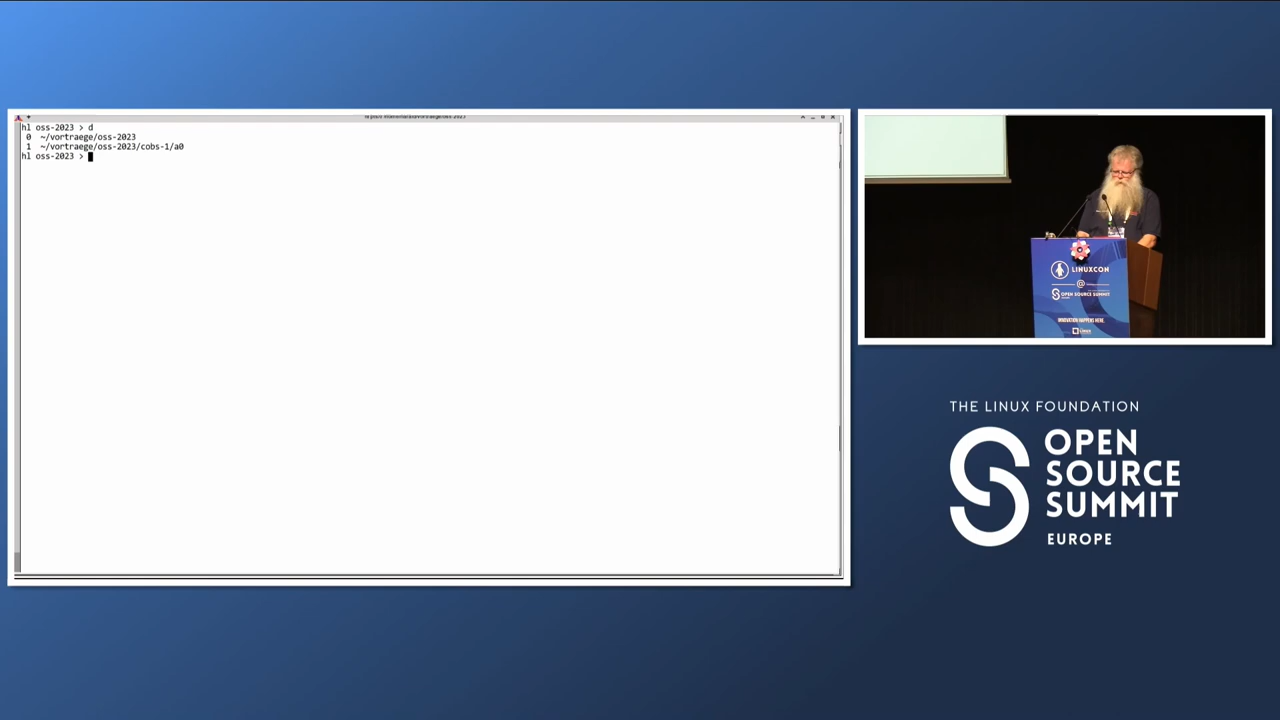 hl oss-2023 > d
0 ~/vortraege/oss-2023
1 ~/vortraege/oss-2023/cobs-1/a0
hl oss-2023 >
LINUXCON
@
OPEN SOURCE SUMMIT
INNOVATION HAPPENS HERE.
THE LINUX FOUNDATION
OPEN
SOURCE
SUMMIT
EUROPE